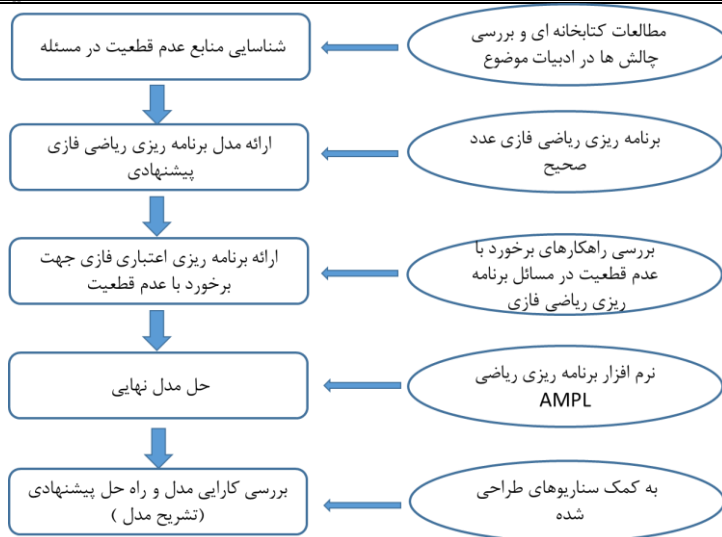 مطالعات کتابخانه ای و بررسی
چالش ها در ادبیات موضوع
شناسایی منابع عدم قطعیت در مسئله
برنامه ریزی ریاضی فازی عدد
صحیح
ارائه مدل برنامه ریزی ریاضی فازی
پیشنهادی
بررسی راهکارهای برخورد با
عدم قطعیت در مسائل برنامه
ریزی ریاضی فازی
ارائه برنامه ریزی اعتباری فازی جهت
برخورد با عدم قطعیت
نرم افزار برنامه ریزی ریاضی
AMPL
حل مدل نهایی
به کمک سناریوهای طراحی
شده
بررسی کارایی مدل و راه حل پیشنهادی
(تشریح مدل )